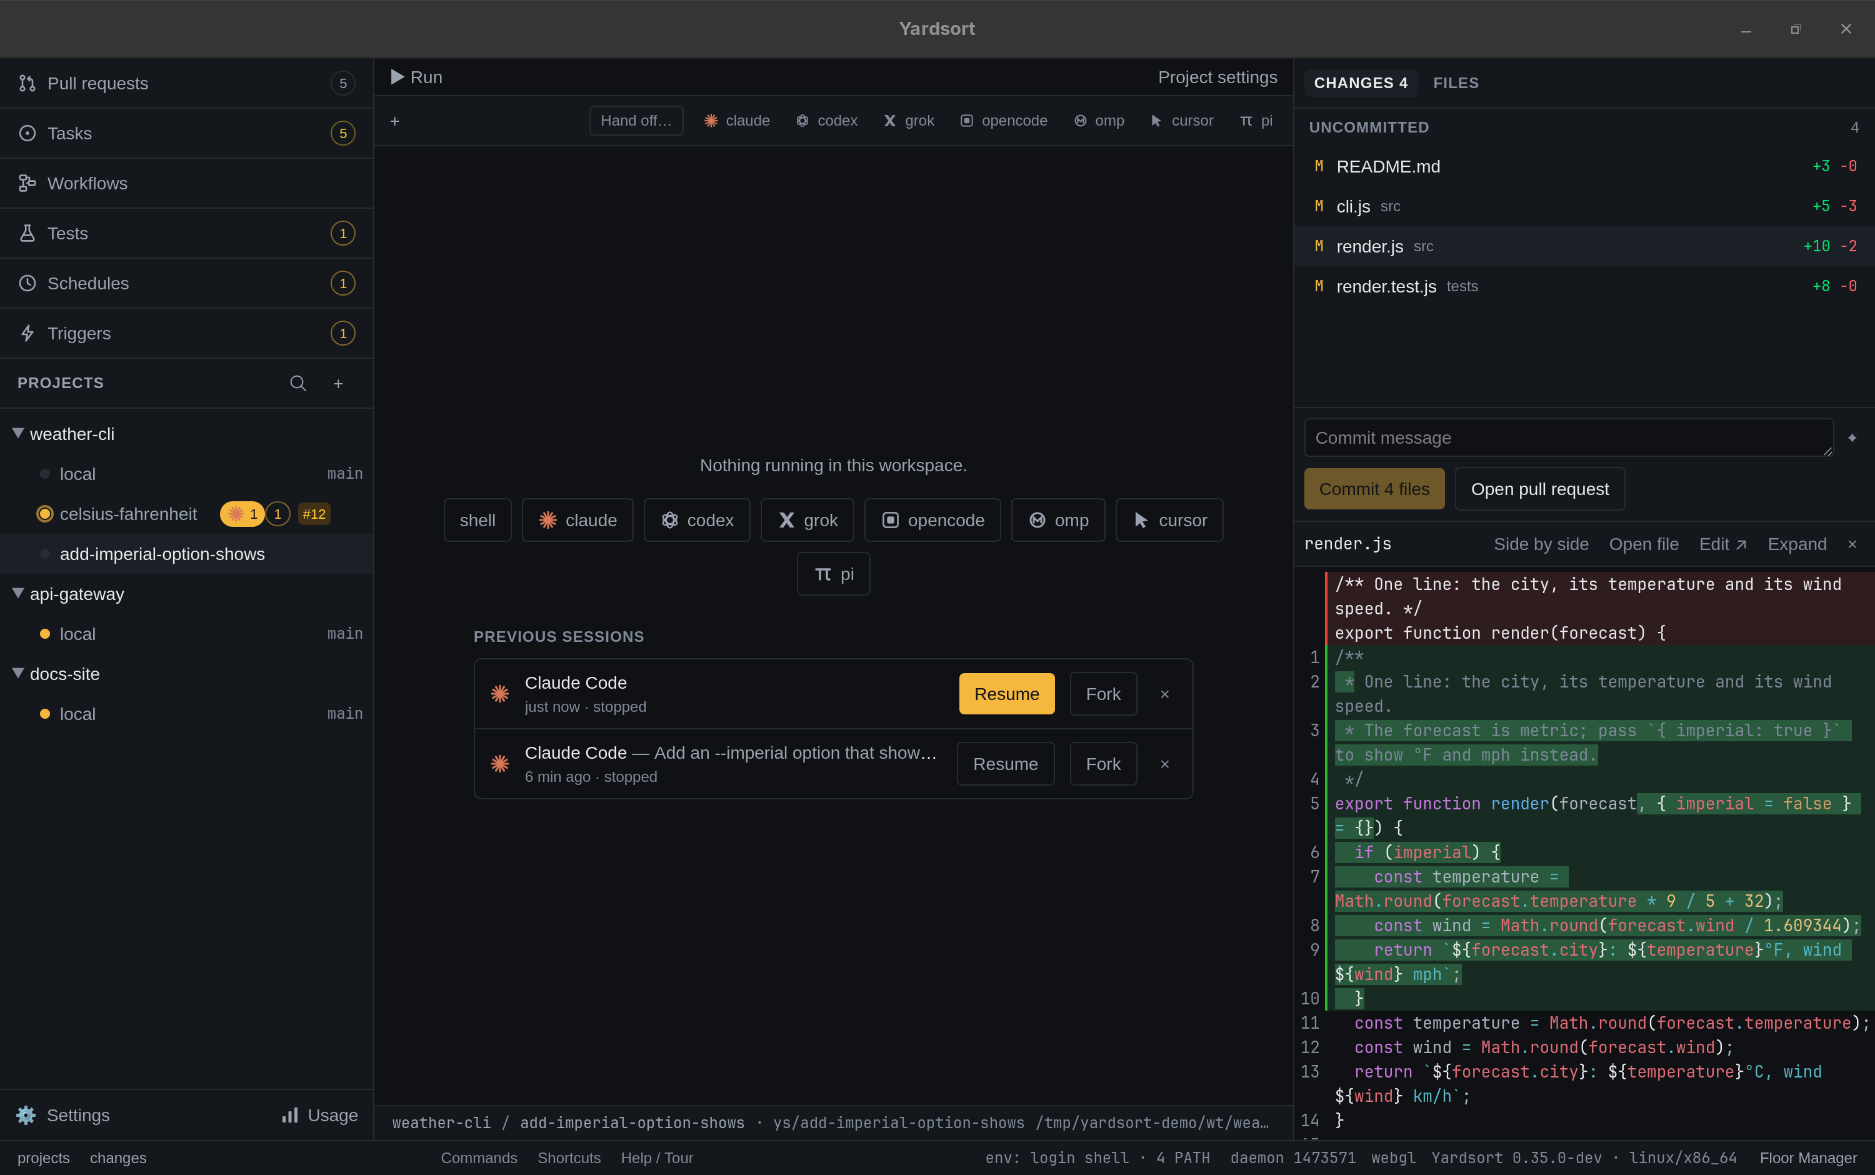 Yardsort
Pull requests 5
Tasks 5
Workflows
Tests 1
Schedules 1
Triggers 1
PROJECTS +
weather-cli
local main
celsius-fahrenheit 1 1 #12
add-imperial-option-shows
api-gateway
local main
docs-site
local main
Settings Usage
Run Project settings
+ Hand off… claude codex grok opencode omp cursor pi
Nothing running in this workspace.
shell claude codex grok opencode omp cursor
pi
PREVIOUS SESSIONS
Claude Code
just now · stopped
Resume Fork ×
Claude Code — Add an --imperial option that show…
6 min ago · stopped
Resume Fork ×
weather-cli / add-imperial-option-shows · ys/add-imperial-option-shows /tmp/yardsort-demo/wt/wea…
CHANGES 4 FILES
UNCOMMITTED 4
M README.md +3 -0
M cli.js src +5 -3
M render.js src +10 -2
M render.test.js tests +8 -0
Commit message
Commit 4 files Open pull request
render.js Side by side Open file Edit ↗ Expand ×
/** One line: the city, its temperature and its wind
speed. */
export function render(forecast) {
1 /**
2  * One line: the city, its temperature and its wind
speed.
3  * The forecast is metric; pass `{ imperial: true }`
to show °F and mph instead.
4  */
5 export function render(forecast, { imperial = false }
= {}) {
6   if (imperial) {
7     const temperature =
Math.round(forecast.temperature * 9 / 5 + 32);
8     const wind = Math.round(forecast.wind / 1.609344);
9     return `${forecast.city}: ${temperature}°F, wind
${wind} mph`;
10   }
11   const temperature = Math.round(forecast.temperature);
12   const wind = Math.round(forecast.wind);
13   return `${forecast.city}: ${temperature}°C, wind
${wind} km/h`;
14 }
projects changes Commands Shortcuts Help / Tour env: login shell · 4 PATH daemon 1473571 webgl Yardsort 0.35.0-dev · linux/x86_64 Floor Manager